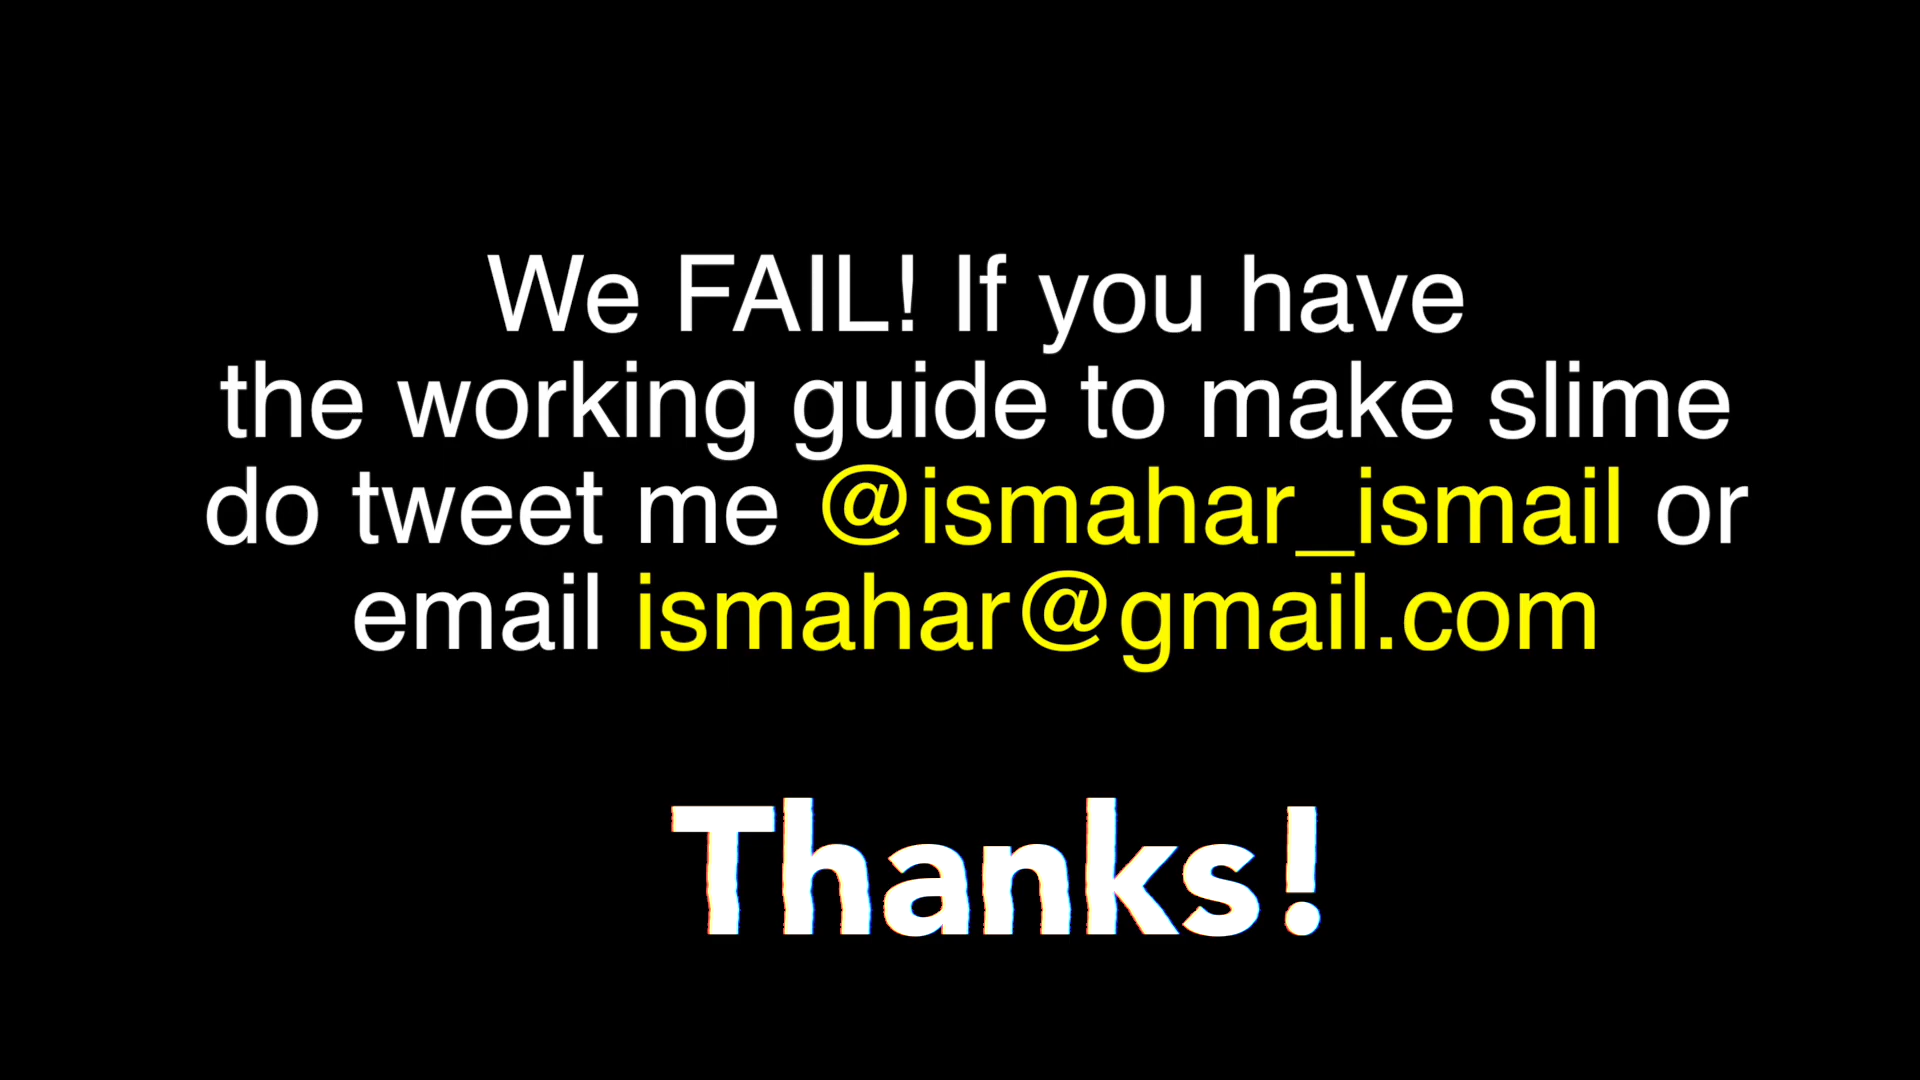 We FAIL! If you have
the working guide to make slime
do tweet me @ismahar_ismail or
email ismahar@gmail.com
Thanks!